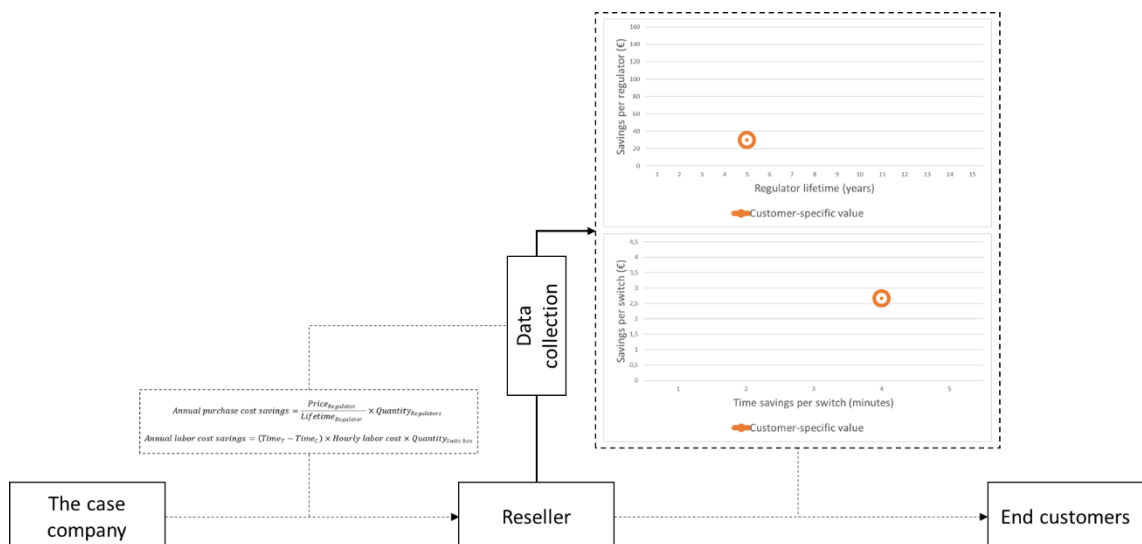 160
140
120
100
80
60
40
20
0
Savings per regulator (€)
1 2 3 4 5 6 7 8 9 10 11 12 13 14 15
Regulator lifetime (years)
Customer-specific value
4,5
4
3,5
3
2,5
2
1,5
1
0,5
0
Savings per switch (€)
1 2 3 4 5
Time savings per switch (minutes)
Customer-specific value
Data
collection
Annual purchase cost savings = Price_Regulator / Lifetime_Regulator × Quantity_Regulators
Annual labor cost savings = (Time_T − Time_C) × Hourly labor cost × Quantity_Switches
The case
company
Reseller
End customers